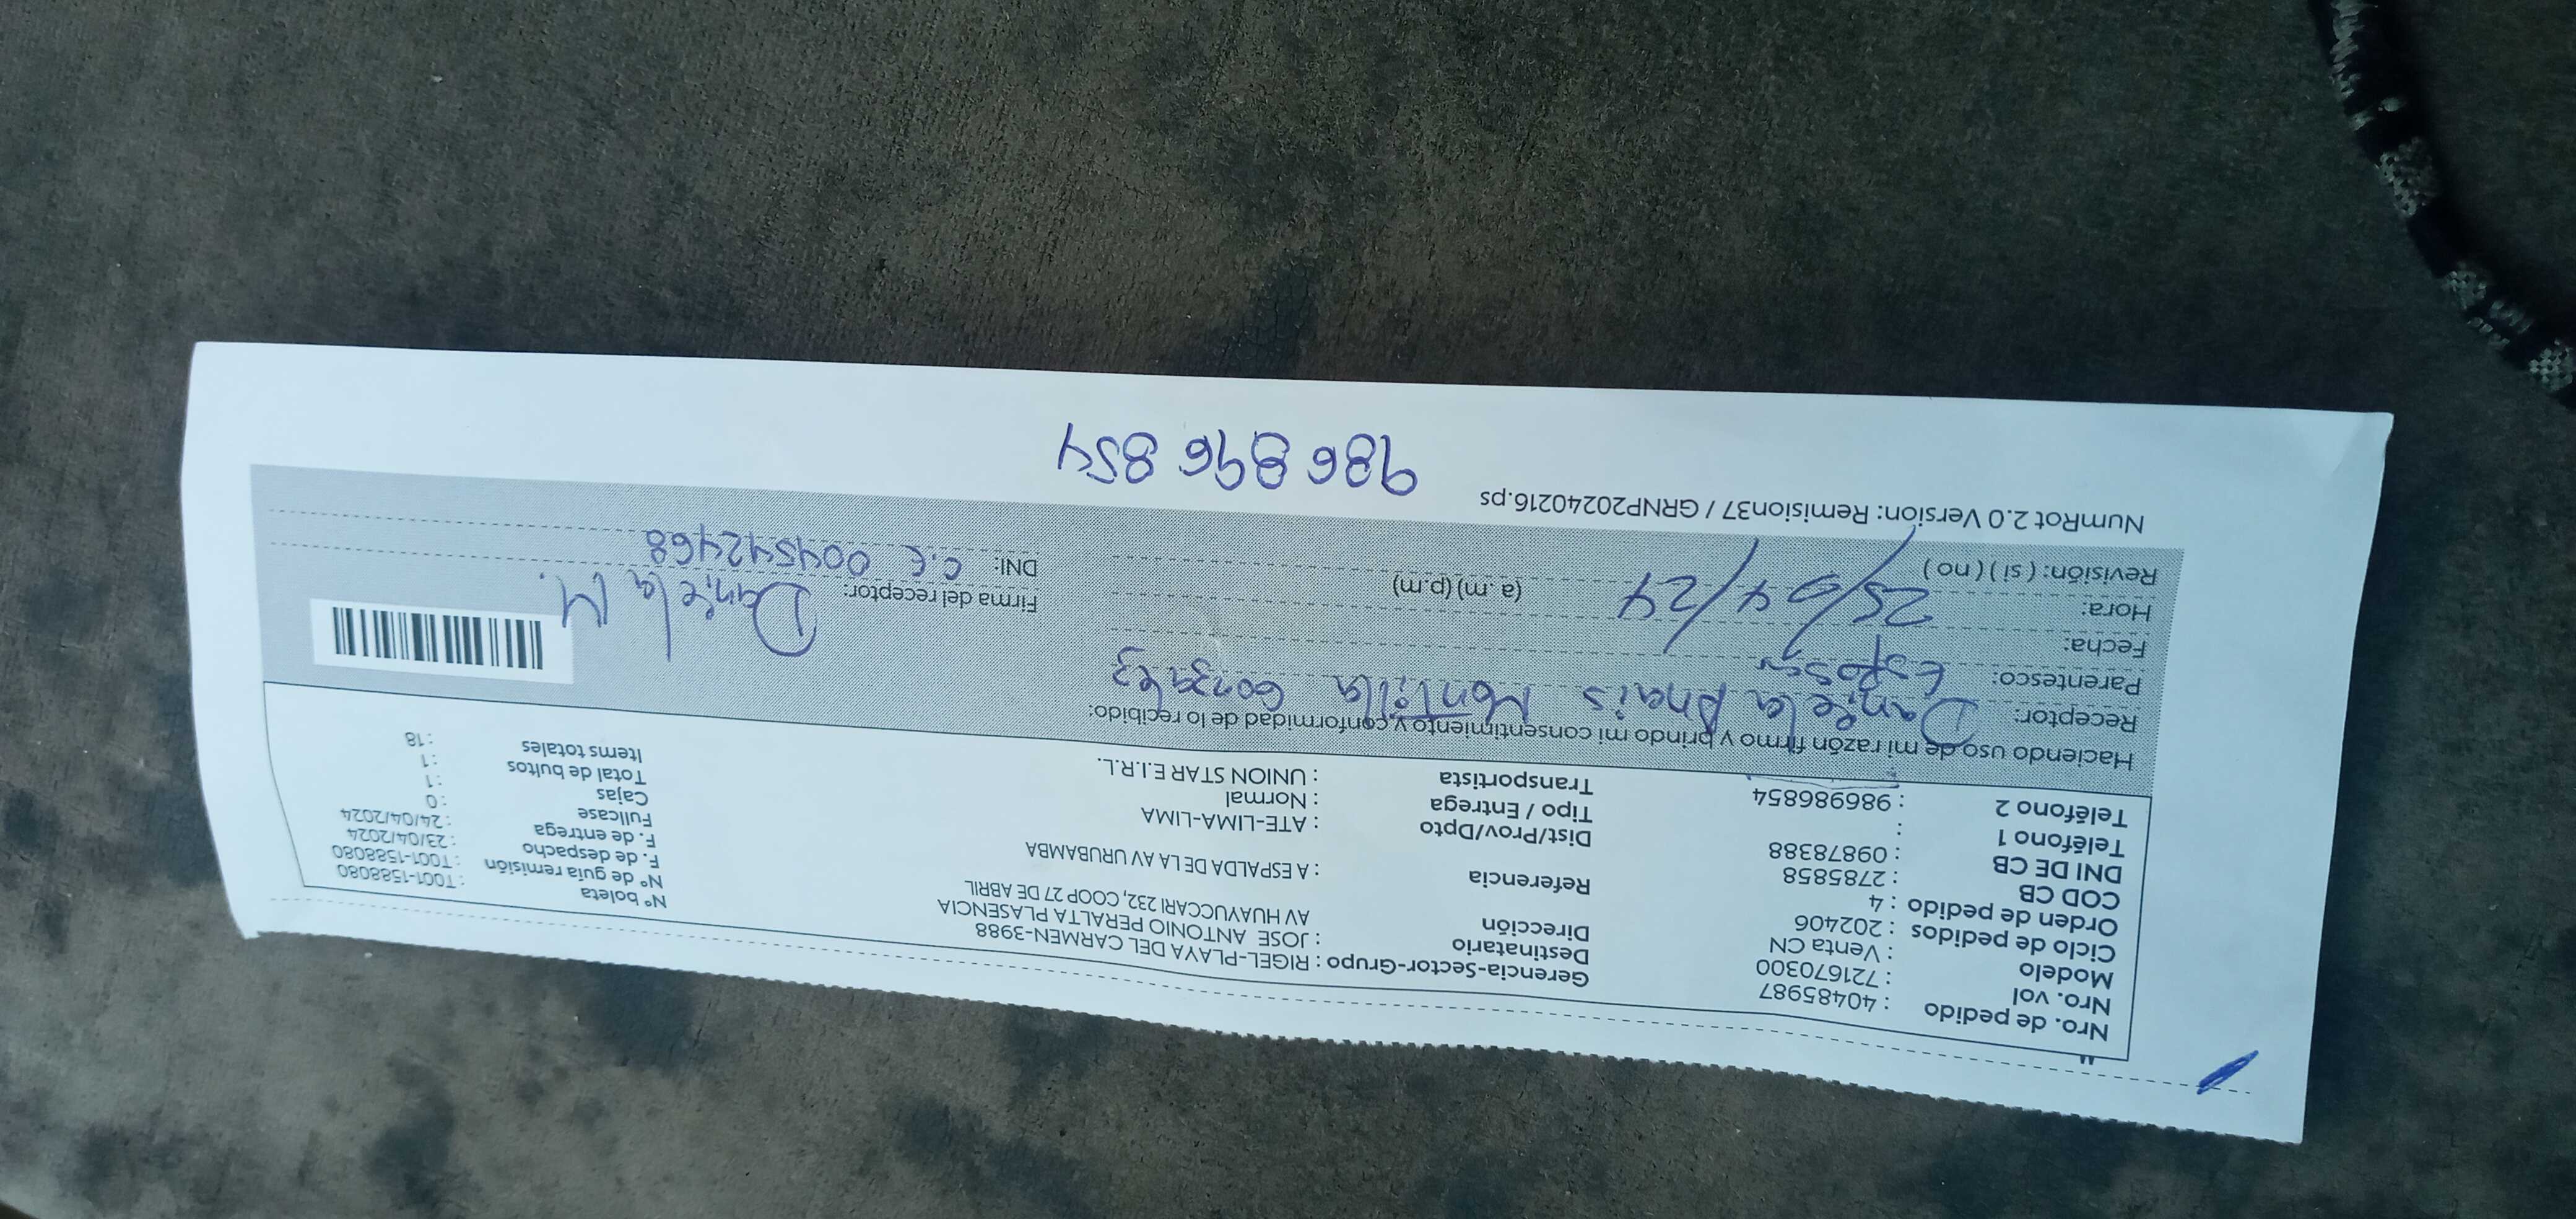 Nro. de pedido : 40485987
Nro. vol : 721670300
Modelo : Venta CN
Ciclo de pedidos : 202406
Orden de pedido : 4
COD CB : 2785858
DNI DE CB : 09878388
Teléfono 1 :
Teléfono 2 : 986986854
Gerencia-Sector-Grupo : RIGEL-PLAYA DEL CARMEN-3988
Destinatario : JOSE ANTONIO PERALTA PLASENCIA
Dirección AV HUAYUCCARI 232, COOP 27 DE ABRIL
Referencia : A ESPALDA DE LA AV URUBAMBA
Dist/Prov/Dpto : ATE-LIMA-LIMA
Tipo / Entrega : Normal
Transportista : UNION STAR E.I.R.L.
N° boleta : T001-1588080
N° de guía remisión : T001-1588080
F. de despacho : 23/04/2024
F. de entrega : 24/04/2024
Fullcase : 0
Cajas : 1
Total de bultos : 1
Items totales : 18
Haciendo uso de mi razón firmo y brindo mi consentimiento y conformidad de lo recibido:
Receptor: Daniela Anais Montilla Gonzalez
Parentesco: Esposa
Fecha: 25/04/24
Hora: (a.m) (p.m)
Revisión: ( si ) ( no )
Firma del receptor: Daniela M.
DNI: C.E 004542468
NumRot 2.0 Versión: Remision37 / GRNP20240216.ps
986 896 854